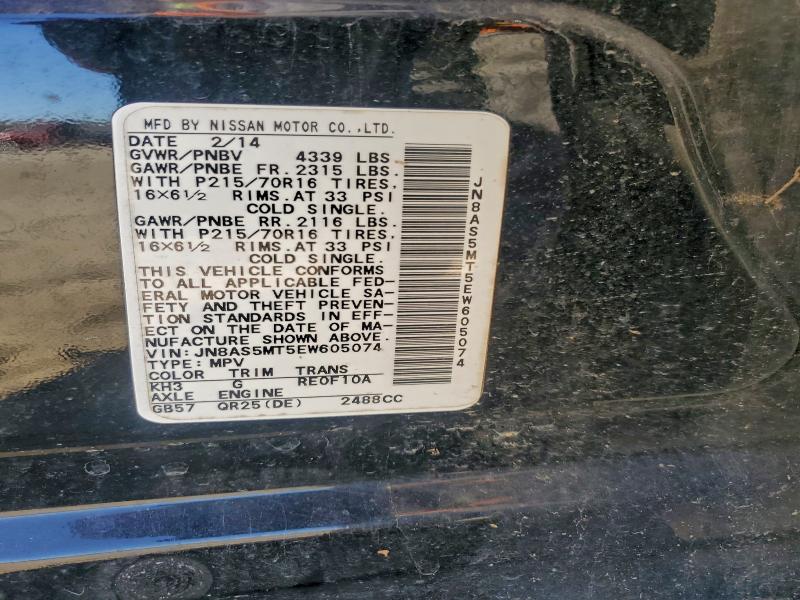 MFD BY NISSAN MOTOR CO.,LTD.
DATE 2/14
GVWR/PNBV 4339 LBS
GAWR/PNBE FR. 2315 LBS.
WITH P215/70R16 TIRES,
16×6½ RIMS.AT 33 PSI
COLD SINGLE.
GAWR/PNBE RR. 2116 LBS.
WITH P215/70R16 TIRES.
16×6½ RIMS.AT 33 PSI
COLD SINGLE.
THIS VEHICLE CONFORMS
TO ALL APPLICABLE FED-
ERAL MOTOR VEHICLE SA-
FETY AND THEFT PREVEN-
TION STANDARDS IN EFF-
ECT ON THE DATE OF MA-
NUFACTURE SHOWN ABOVE.
VIN: JN8AS5MT5EW605074
TYPE: MPV
COLOR TRIM TRANS
KH3 G RE0F10A
AXLE ENGINE
GB57 QR25(DE) 2488CC
JN8AS5MT5EW605074